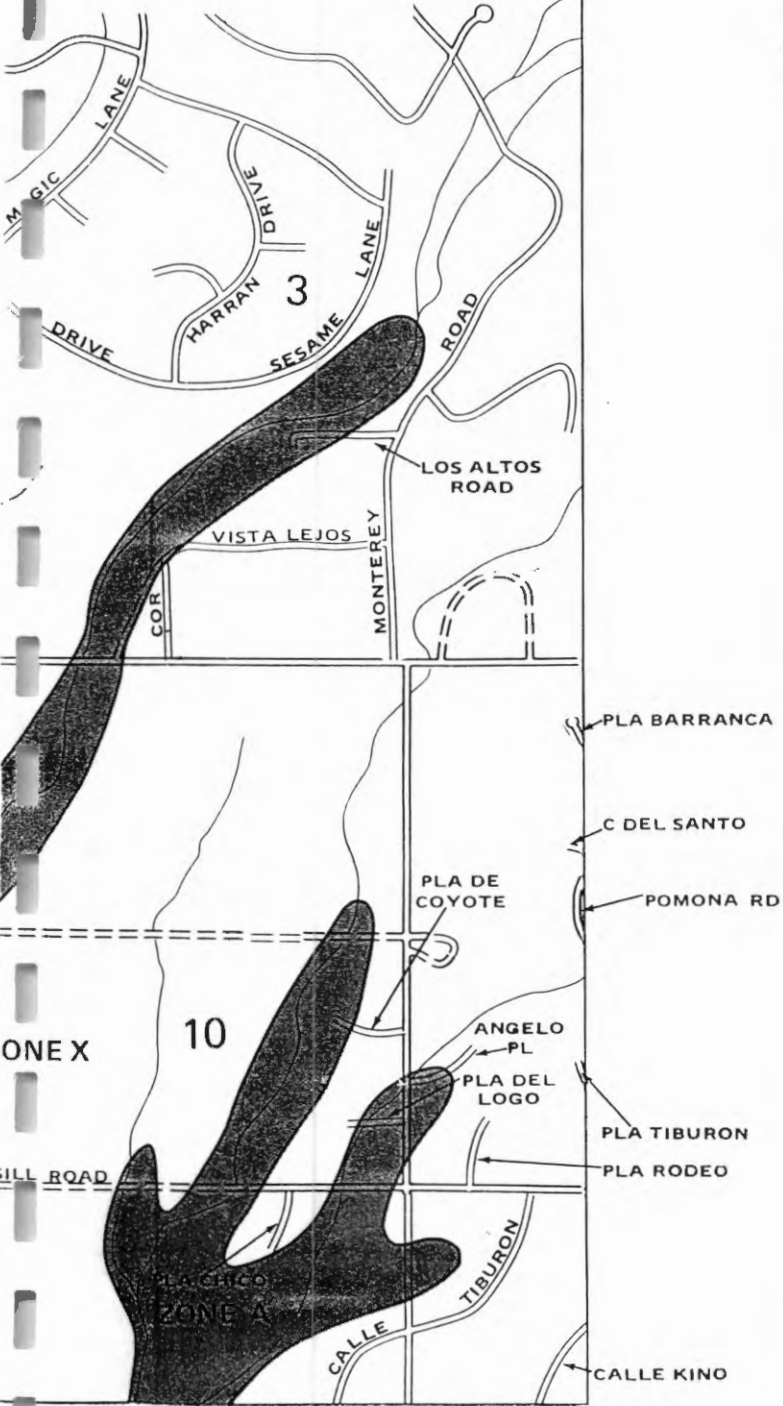 LANE
DRIVE
LANE
HARRAN
3
ROAD
DRIVE
SESAME
LOS ALTOS
ROAD
VISTA LEJOS
MONTEREY
COR
PLA BARRANCA
C DEL SANTO
PLA DE
COYOTE
POMONA RD
ONE X
10
ANGELO
PL
PLA DEL
LOGO
PLA TIBURON
PLA RODEO
ROAD
PLA CHICO
ZONE A
TIBURON
CALLE
CALLE KINO